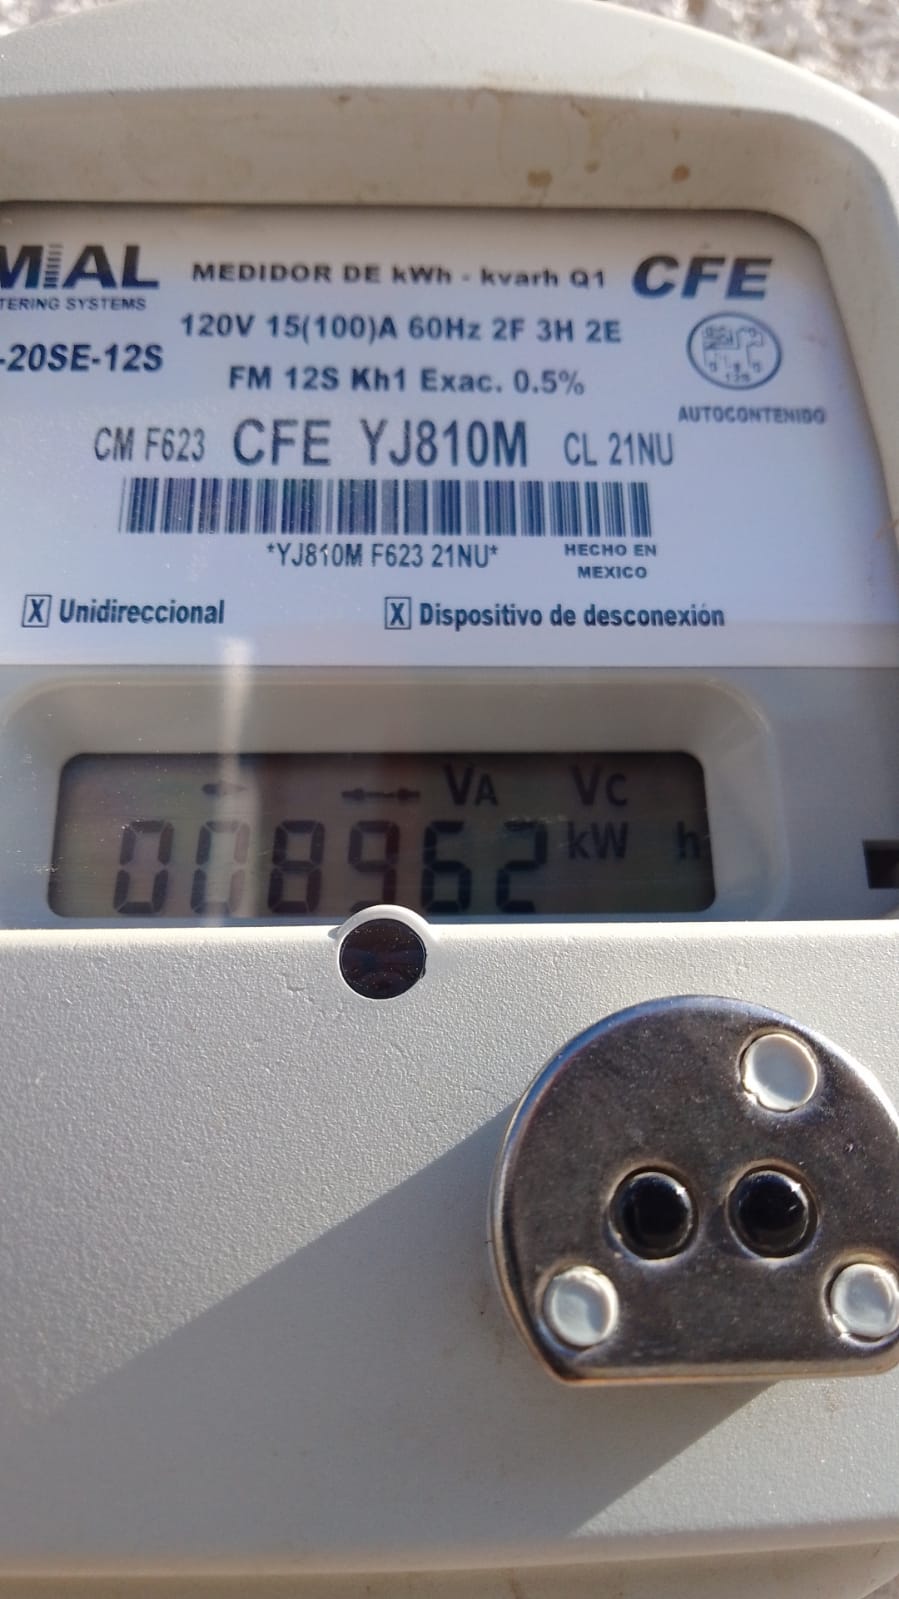 MIAL MEDIDOR DE kWh - kvarh Q1 CFE
TERING SYSTEMS
120V 15(100)A 60Hz 2F 3H 2E
-20SE-12S
FM 12S Kh1 Exac. 0.5%
AUTOCONTENIDO
CM F623 CFE YJ810M CL 21NU
*YJ810M F623 21NU*
HECHO EN
MEXICO
X Unidireccional
X Dispositivo de desconexión
VA VC
008962 kW h